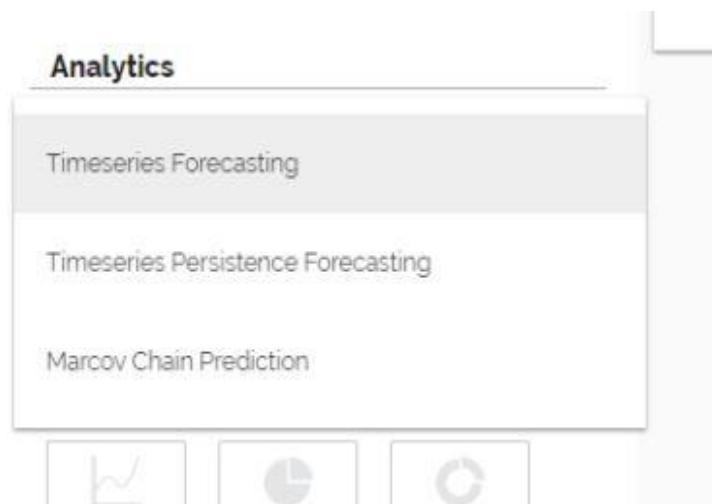 Analytics
Timeseries Forecasting
Timeseries Persistence Forecasting
Marcov Chain Prediction